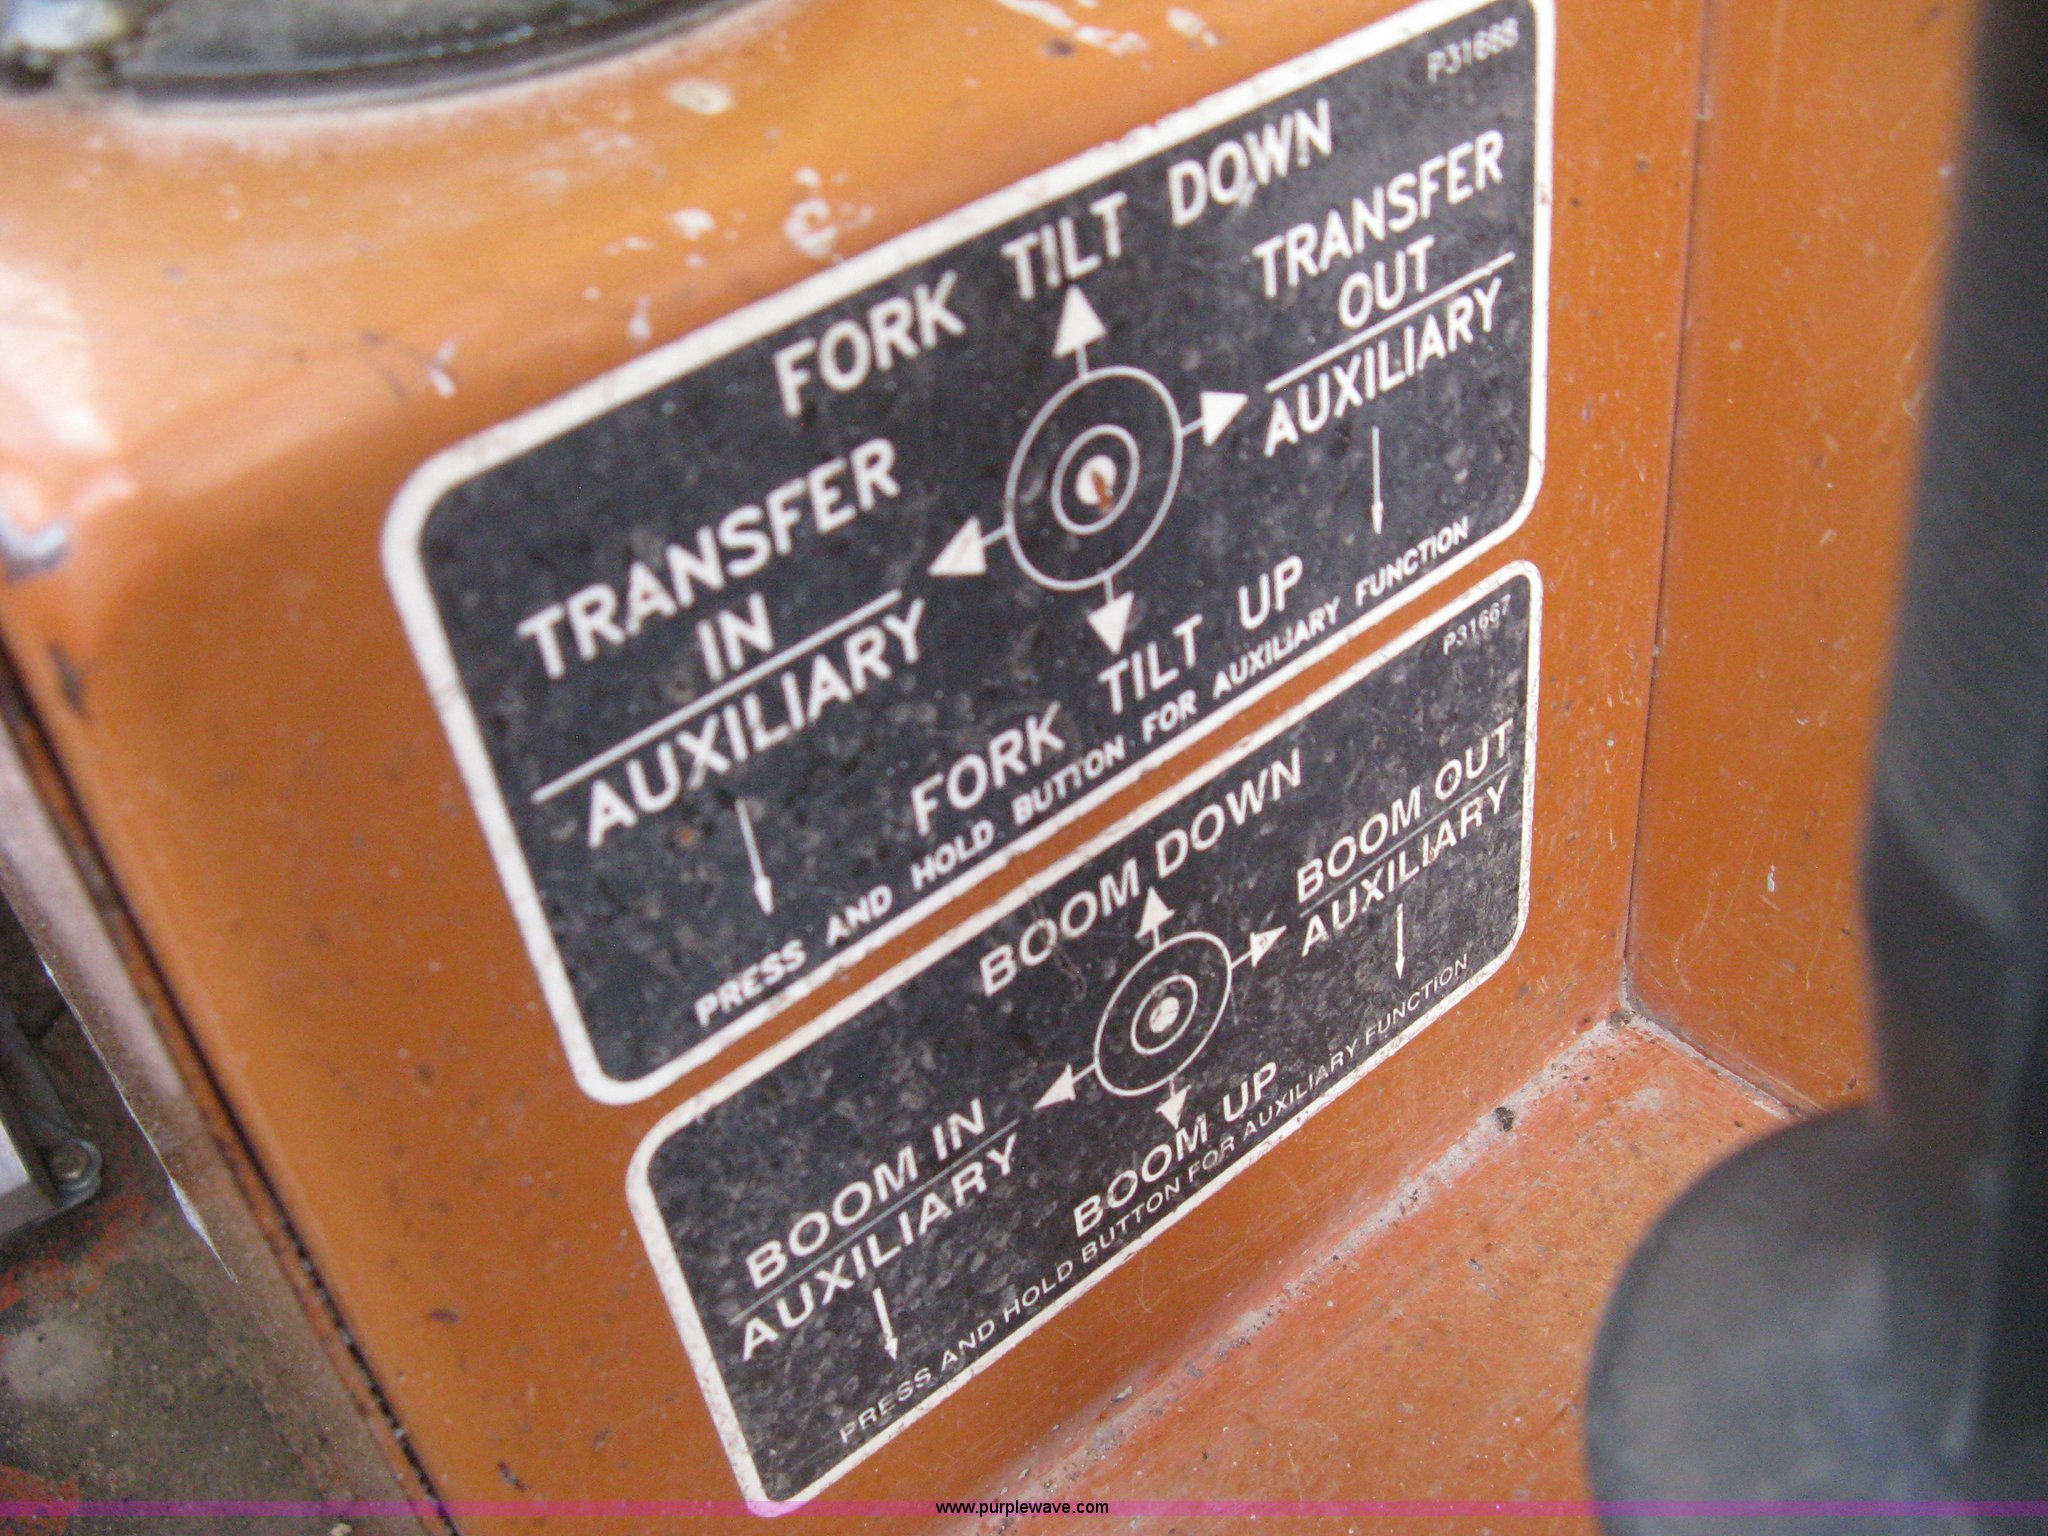 P31668
FORK TILT DOWN
TRANSFER
OUT
AUXILIARY
TRANSFER
IN
AUXILIARY
FORK TILT UP
PRESS AND HOLD BUTTON FOR AUXILIARY FUNCTION
P31667
BOOM DOWN
BOOM OUT
AUXILIARY
BOOM IN
AUXILIARY
BOOM UP
PRESS AND HOLD BUTTON FOR AUXILIARY FUNCTION
www.purplewave.com